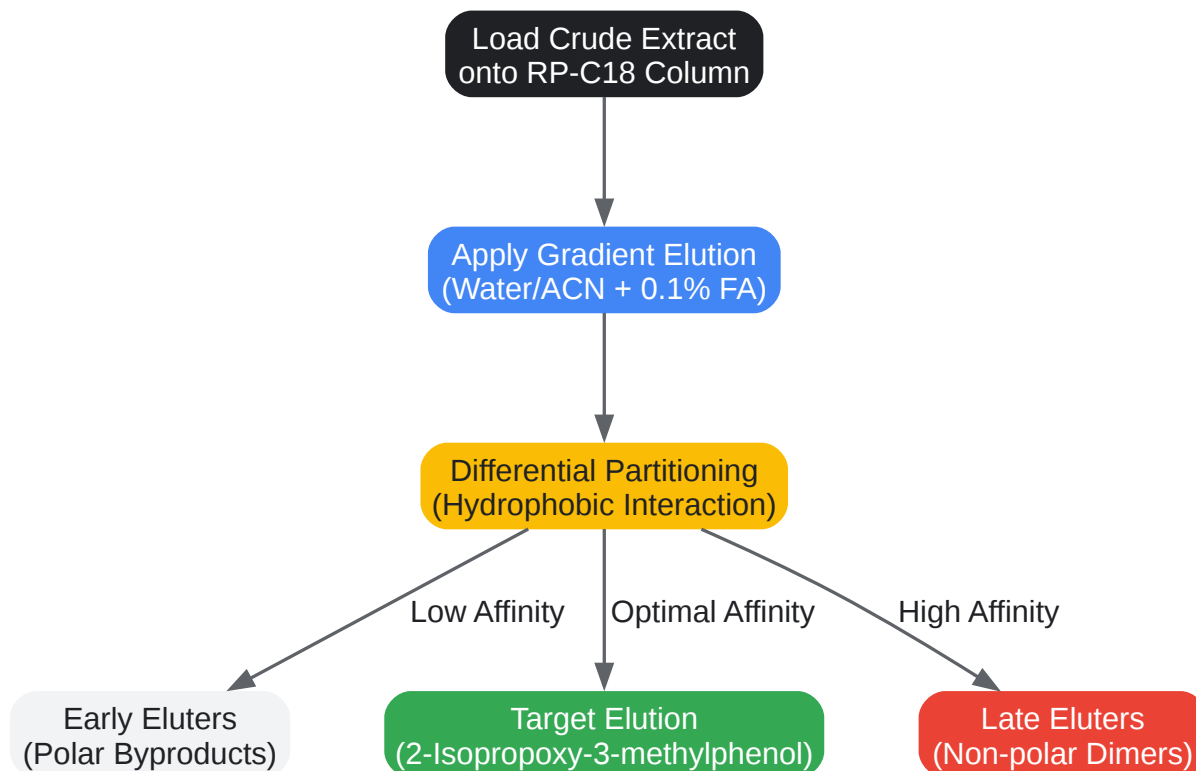 Load Crude Extract
onto RP-C18 Column
Apply Gradient Elution
(Water/ACN + 0.1% FA)
Differential Partitioning
(Hydrophobic Interaction)
Low Affinity
Optimal Affinity
High Affinity
Early Eluters
(Polar Byproducts)
Target Elution
(2-Isopropoxy-3-methylphenol)
Late Eluters
(Non-polar Dimers)